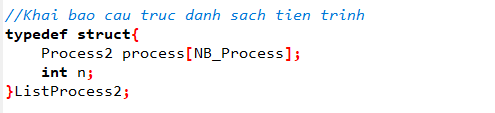 //Khai bao cau truc danh sach tien trinh
typedef struct{
    Process2 process[NB_Process];
    int n;
}ListProcess2;